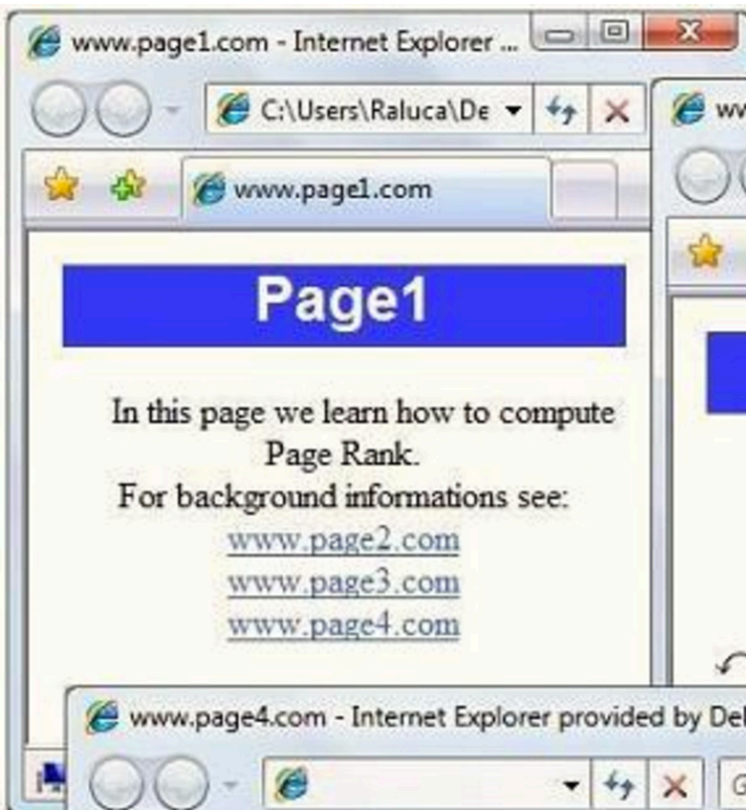 www.page1.com - Internet Explorer ...
C:\Users\Raluca\De
www.page1.com
Page1
In this page we learn how to compute
Page Rank.
For background informations see:
www.page2.com
www.page3.com
www.page4.com
www.page4.com - Internet Explorer provided by Del